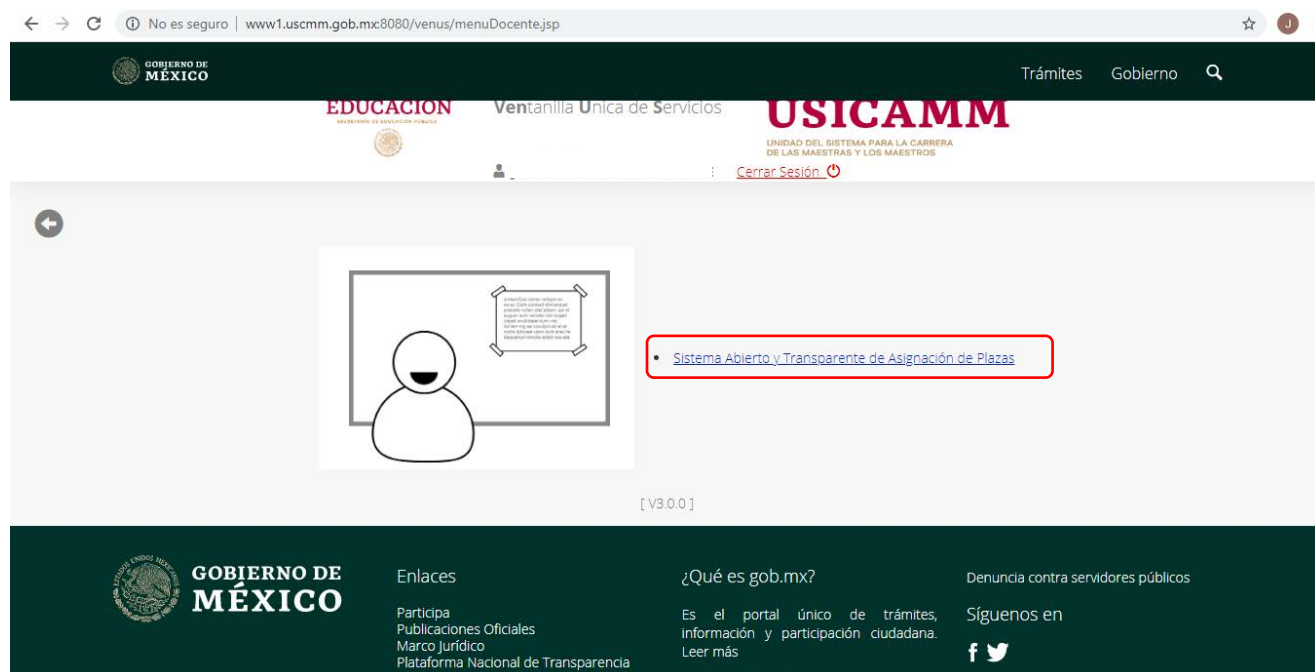 No es seguro | www1.uscmm.gob.mx:8080/venus/menuDocente.jsp
J
GOBIERNO DE
MÉXICO
Trámites Gobierno
EDUCACIÓN
SECRETARÍA DE EDUCACIÓN PÚBLICA
Ventanilla Única de Servicios
USICAMM
UNIDAD DEL SISTEMA PARA LA CARRERA
DE LAS MAESTRAS Y LOS MAESTROS
Cerrar Sesión
• Sistema Abierto y Transparente de Asignación de Plazas
[ V3.0.0 ]
GOBIERNO DE
MÉXICO
Enlaces
Participa
Publicaciones Oficiales
Marco Jurídico
Plataforma Nacional de Transparencia
¿Qué es gob.mx?
Es el portal único de trámites,
información y participación ciudadana.
Leer más
Denuncia contra servidores públicos
Síguenos en